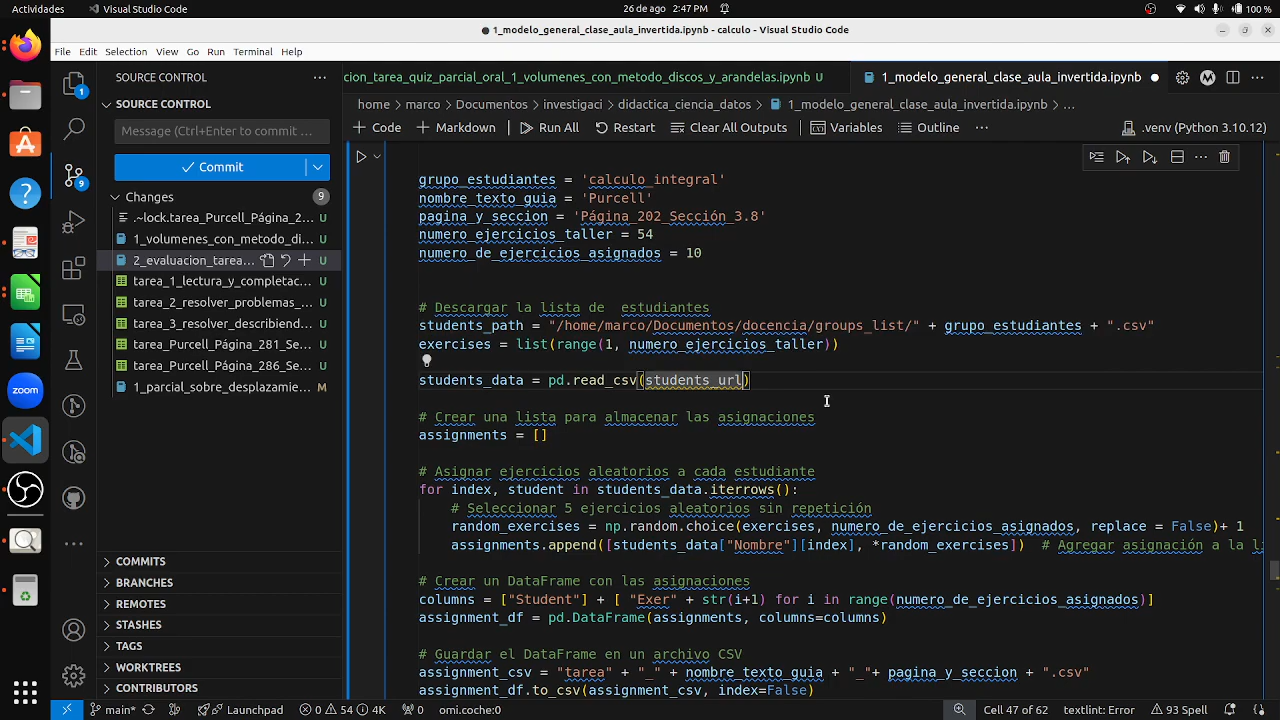 Actividades
Visual Studio Code
26 de ago 2:47 PM
100 %
1_modelo_general_clase_aula_invertida.ipynb - calculo - Visual Studio Code
File Edit Selection View Go Run Terminal Help
SOURCE CONTROL
cion_tarea_quiz_parcial_oral_1_volumenes_con_metodo_discos_y_arandelas.ipynb U
1_modelo_general_clase_aula_invertida.ipynb
SOURCE CONTROL
home > marco > Documentos > investigaci > didactica_ciencia_datos > 1_modelo_general_clase_aula_invertida.ipynb > ...
Message (Ctrl+Enter to commit ...
+ Code + Markdown Run All Restart Clear All Outputs Variables Outline ... .venv (Python 3.10.12)
Commit
Changes 9
.~lock.tarea_Purcell_Página_2... U
1_volumenes_con_metodo_di... U
2_evaluacion_tarea... U
tarea_1_lectura_y_completac... U
tarea_2_resolver_problemas_... U
tarea_3_resolver_describiend... U
tarea_Purcell_Página_281_Se... U
tarea_Purcell_Página_286_Se... U
1_parcial_sobre_desplazamie... M
COMMITS
BRANCHES
REMOTES
STASHES
TAGS
WORKTREES
CONTRIBUTORS
1
9
zoom
grupo_estudiantes = 'calculo_integral'
nombre_texto_guia = 'Purcell'
pagina_y_seccion = 'Página_202_Sección_3.8'
numero_ejercicios_taller = 54
numero_de_ejercicios_asignados = 10
# Descargar la lista de  estudiantes
students_path = "/home/marco/Documentos/docencia/groups_list/" + grupo_estudiantes + ".csv"
exercises = list(range(1, numero_ejercicios_taller))
students_data = pd.read_csv(students_url)
# Crear una lista para almacenar las asignaciones
assignments = []
# Asignar ejercicios aleatorios a cada estudiante
for index, student in students_data.iterrows():
# Seleccionar 5 ejercicios aleatorios sin repetición
random_exercises = np.random.choice(exercises, numero_de_ejercicios_asignados, replace = False)+ 1
assignments.append([students_data["Nombre"][index], *random_exercises])  # Agregar asignación a la li
# Crear un DataFrame con las asignaciones
columns = ["Student"] + [ "Exer" + str(i+1) for i in range(numero_de_ejercicios_asignados)]
assignment_df = pd.DataFrame(assignments, columns=columns)
# Guardar el DataFrame en un archivo CSV
assignment_csv = "tarea" + "_" + nombre_texto_guia + "_"+ pagina_y_seccion + ".csv"
assignment_df.to_csv(assignment_csv, index=False)
main* Launchpad 0 54 4K 0 omi.coche:0 Cell 47 of 62 textlint: Error 93 Spell